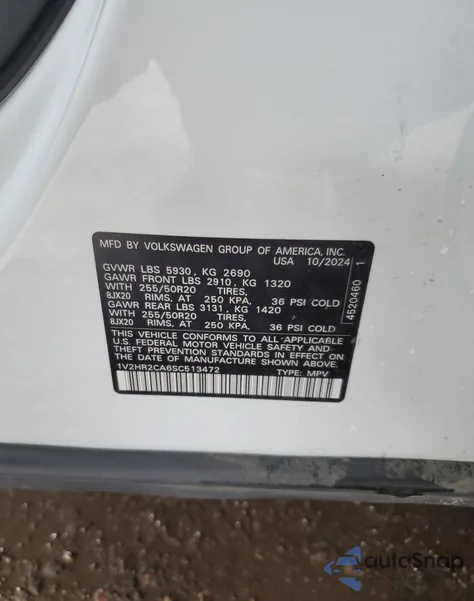 MFD BY VOLKSWAGEN GROUP OF AMERICA, INC.
USA 10/2024
GVWR LBS 5930, KG 2690
GAWR FRONT LBS 2910, KG 1320
WITH 255/50R20 TIRES,
8JX20 RIMS, AT 250 KPA, 36 PSI COLD
GAWR REAR LBS 3131, KG 1420
WITH 255/50R20 TIRES,
8JX20 RIMS, AT 250 KPA, 36 PSI COLD
THIS VEHICLE CONFORMS TO ALL APPLICABLE
U.S. FEDERAL MOTOR VEHICLE SAFETY, BUMPER, AND
THEFT PREVENTION STANDARDS IN EFFECT ON
THE DATE OF MANUFACTURE SHOWN ABOVE.
1V2HR2CA6SC513472 TYPE: MPV
4520460 1
autoSnap